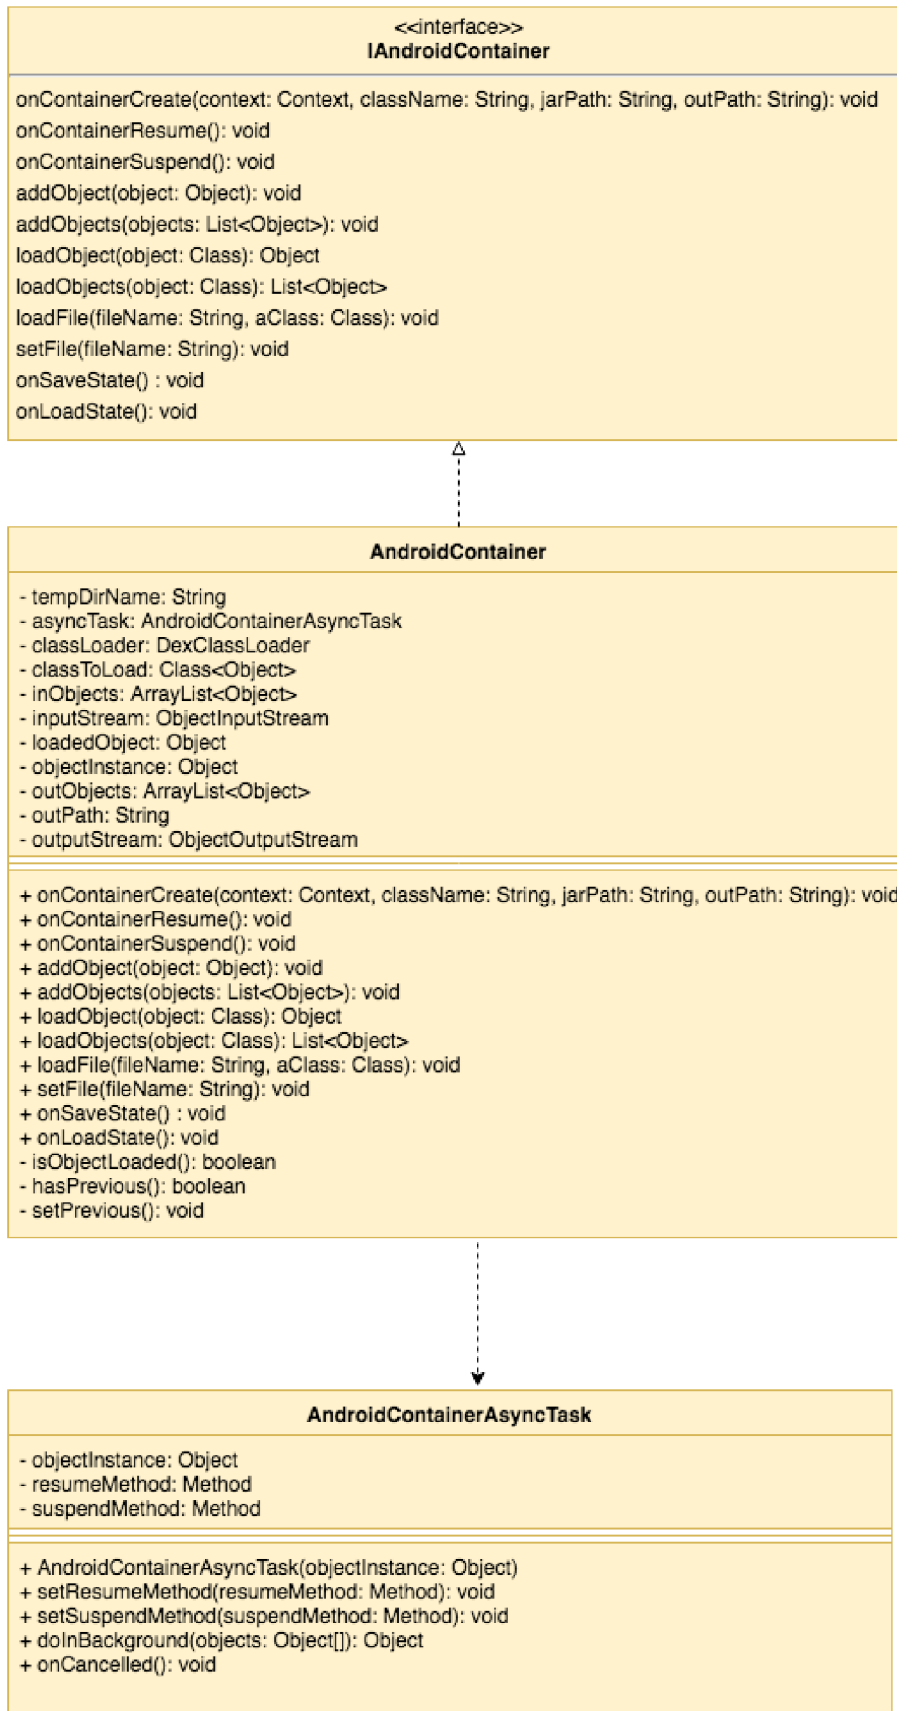 <<interface>>
IAndroidContainer
onContainerCreate(context: Context, className: String, jarPath: String, outPath: String): void
onContainerResume(): void
onContainerSuspend(): void
addObject(object: Object): void
addObjects(objects: List<Object>): void
loadObject(object: Class): Object
loadObjects(object: Class): List<Object>
loadFile(fileName: String, aClass: Class): void
setFile(fileName: String): void
onSaveState() : void
onLoadState(): void
AndroidContainer
- tempDirName: String
- asyncTask: AndroidContainerAsyncTask
- classLoader: DexClassLoader
- classToLoad: Class<Object>
- inObjects: ArrayList<Object>
- inputStream: ObjectInputStream
- loadedObject: Object
- objectInstance: Object
- outObjects: ArrayList<Object>
- outPath: String
- outputStream: ObjectOutputStream
+ onContainerCreate(context: Context, className: String, jarPath: String, outPath: String): void
+ onContainerResume(): void
+ onContainerSuspend(): void
+ addObject(object: Object): void
+ addObjects(objects: List<Object>): void
+ loadObject(object: Class): Object
+ loadObjects(object: Class): List<Object>
+ loadFile(fileName: String, aClass: Class): void
+ setFile(fileName: String): void
+ onSaveState() : void
+ onLoadState(): void
- isObjectLoaded(): boolean
- hasPrevious(): boolean
- setPrevious(): void
AndroidContainerAsyncTask
- objectInstance: Object
- resumeMethod: Method
- suspendMethod: Method
+ AndroidContainerAsyncTask(objectInstance: Object)
+ setResumeMethod(resumeMethod: Method): void
+ setSuspendMethod(suspendMethod: Method): void
+ doInBackground(objects: Object[]): Object
+ onCancelled(): void